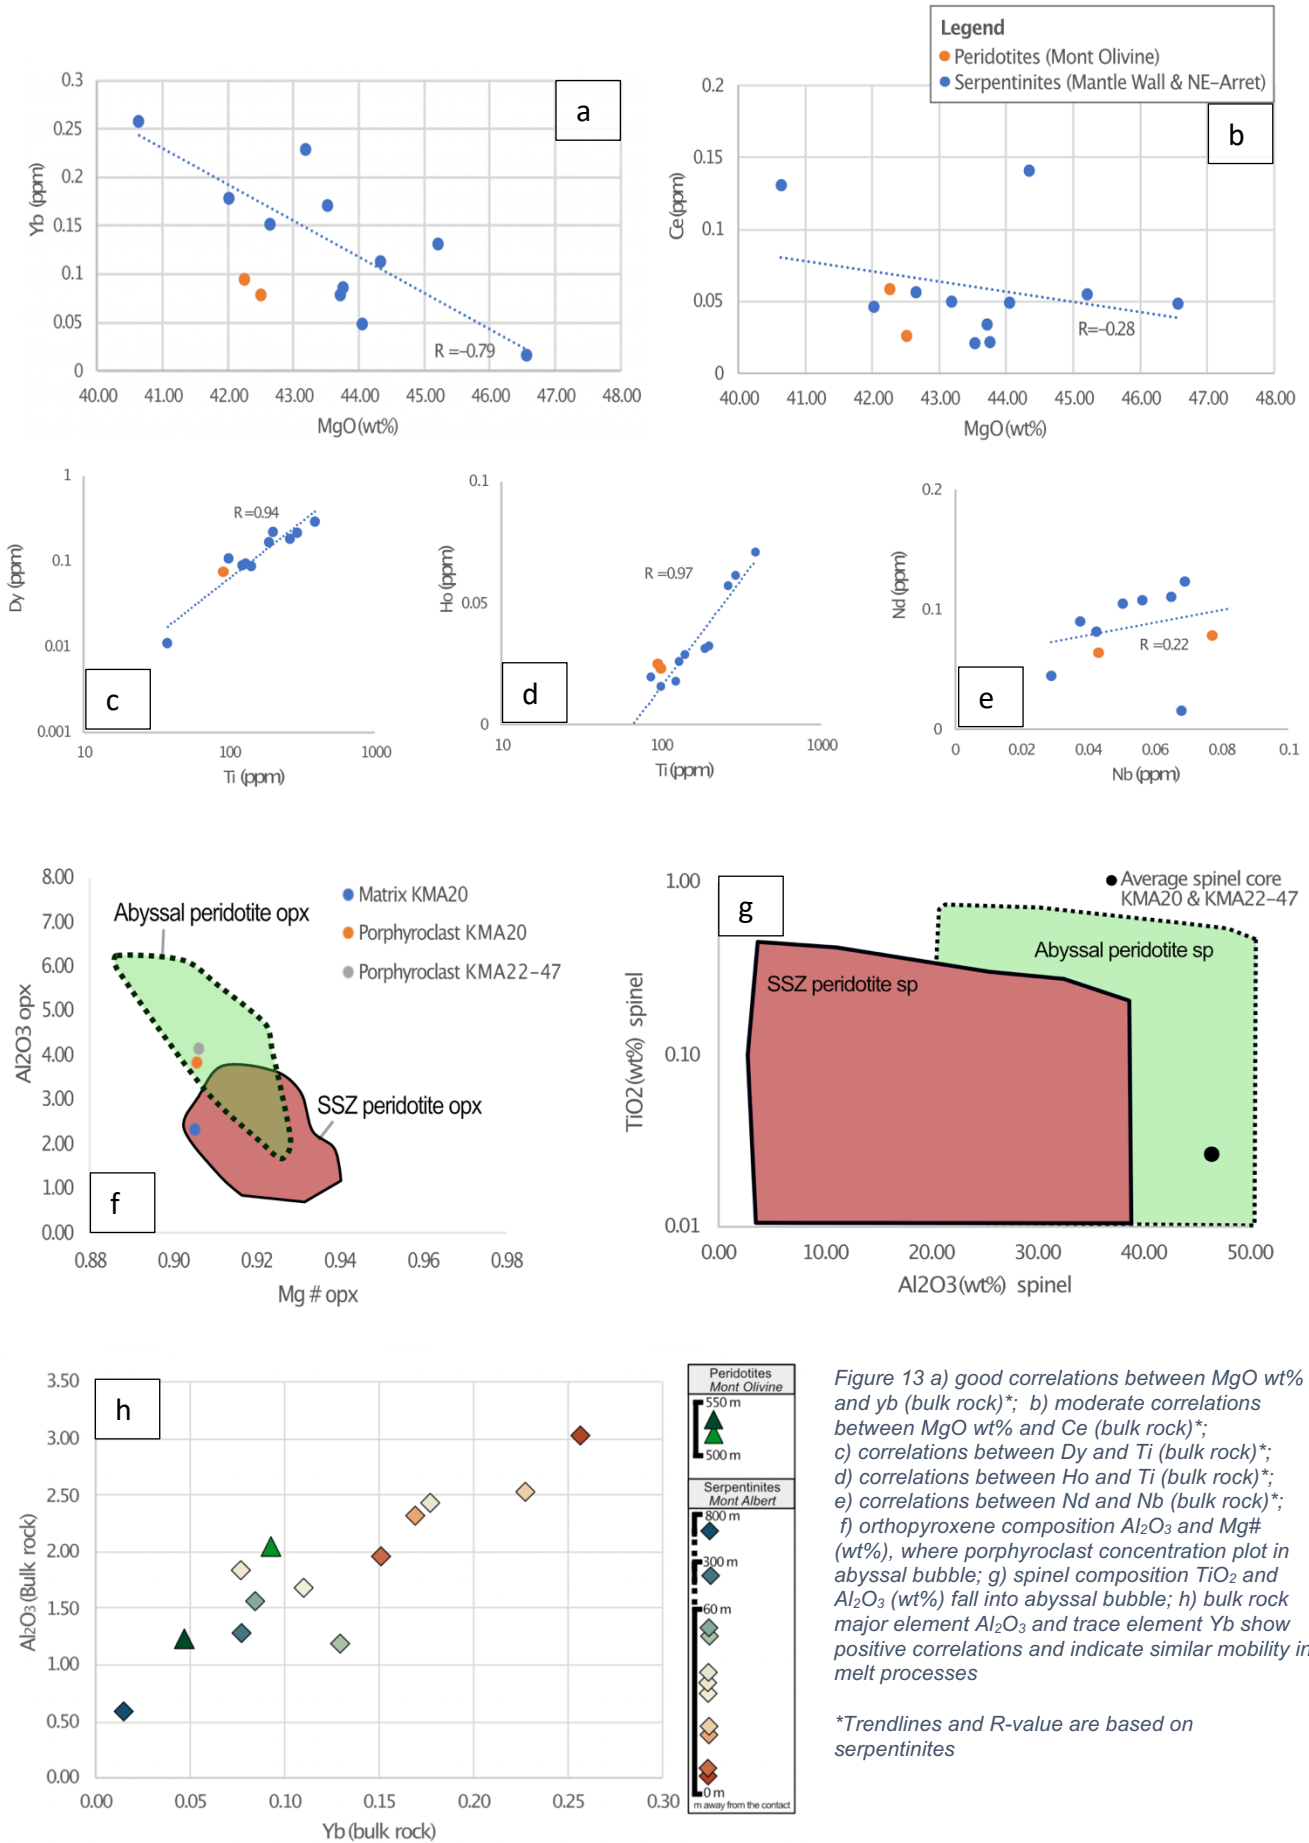 Legend
Peridotites (Mont Olivine)
Serpentinites (Mantle Wall & NE-Arret)
0.3
0.25
0.2
0.15
0.1
0.05
0
Yb (ppm)
a
R =-0.79
40.00 41.00 42.00 43.00 44.00 45.00 46.00 47.00 48.00
MgO (wt%)
0.2
0.15
0.1
0.05
0
Ce (ppm)
b
R=-0.28
40.00 41.00 42.00 43.00 44.00 45.00 46.00 47.00 48.00
MgO (wt%)
1
0.1
0.01
0.001
Dy (ppm)
R =0.94
c
10 100 1000
Ti (ppm)
0.1
0.05
0
Ho (ppm)
R =0.97
d
10 100 1000
Ti (ppm)
0.2
0.1
0
Nd (ppm)
R =0.22
e
0 0.02 0.04 0.06 0.08 0.1
Nb (ppm)
8.00
7.00
6.00
5.00
4.00
3.00
2.00
1.00
0.00
Al2O3 opx
Matrix KMA20
Porphyroclast KMA20
Porphyroclast KMA22-47
Abyssal peridotite opx
SSZ peridotite opx
f
0.88 0.90 0.92 0.94 0.96 0.98
Mg # opx
1.00
0.10
0.01
TiO2 (wt%) spinel
g
Average spinel core
KMA20 & KMA22-47
Abyssal peridotite sp
SSZ peridotite sp
0.00 10.00 20.00 30.00 40.00 50.00
Al2O3 (wt%) spinel
3.50
3.00
2.50
2.00
1.50
1.00
0.50
0.00
Al2O3 (Bulk rock)
h
0.00 0.05 0.10 0.15 0.20 0.25 0.30
Yb (bulk rock)
Peridotites
Mont Olivine
550 m
500 m
Serpentinites
Mont Albert
800 m
300 m
60 m
0 m
m away from the contact
Figure 13 a) good correlations between MgO wt%
and yb (bulk rock)*; b) moderate correlations
between MgO wt% and Ce (bulk rock)*;
c) correlations between Dy and Ti (bulk rock)*;
d) correlations between Ho and Ti (bulk rock)*;
e) correlations between Nd and Nb (bulk rock)*;
f) orthopyroxene composition Al₂O₃ and Mg#
(wt%), where porphyroclast concentration plot in
abyssal bubble; g) spinel composition TiO₂ and
Al₂O₃ (wt%) fall into abyssal bubble; h) bulk rock
major element Al₂O₃ and trace element Yb show
positive correlations and indicate similar mobility in
melt processes
*Trendlines and R-value are based on
serpentinites